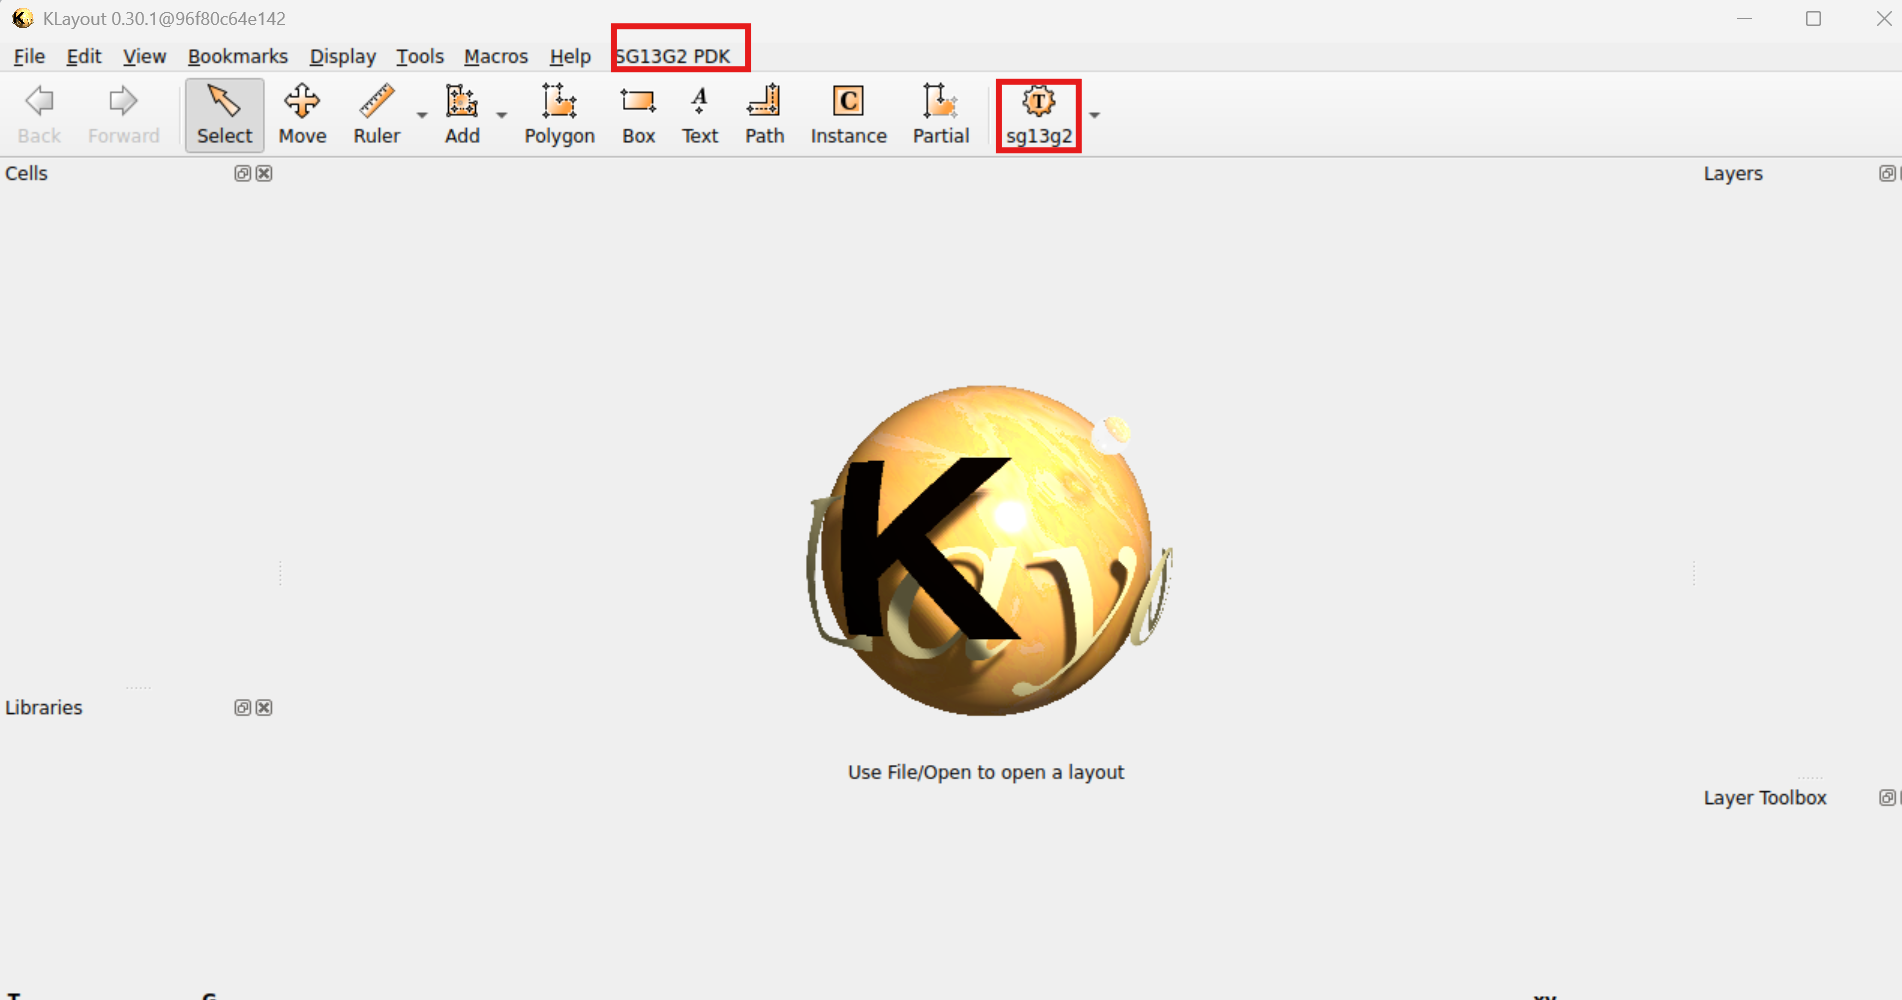 KLayout 0.30.1@96f80c64e142
File Edit View Bookmarks Display Tools Macros Help SG13G2 PDK
Back Forward Select Move Ruler Add Polygon Box Text Path Instance Partial sg13g2
Cells
Layers
K
Layo
Libraries
Use File/Open to open a layout
Layer Toolbox